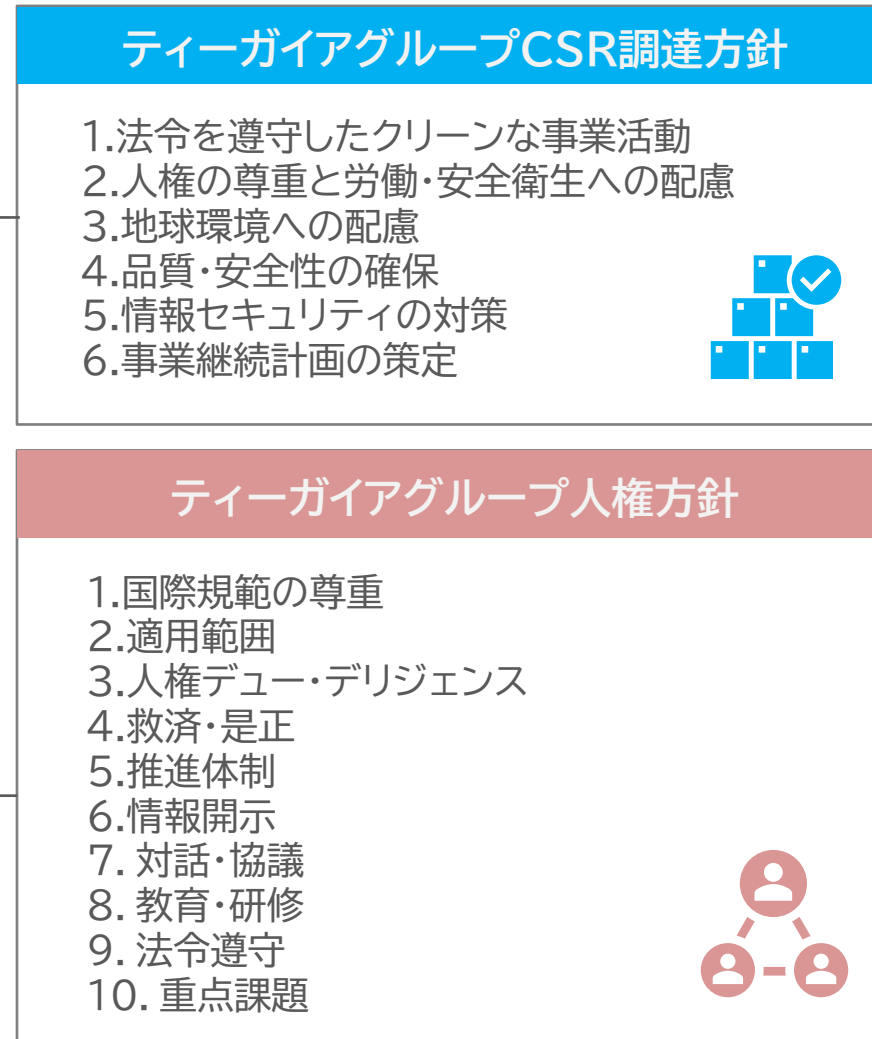 ティーガイアグループCSR調達方針
1.法令を遵守したクリーンな事業活動
2.人権の尊重と労働・安全衛生への配慮
3.地球環境への配慮
4.品質・安全性の確保
5.情報セキュリティの対策
6.事業継続計画の策定
ティーガイアグループ人権方針
1.国際規範の尊重
2.適用範囲
3.人権デュー・デリジェンス
4.救済・是正
5.推進体制
6.情報開示
7. 対話・協議
8. 教育・研修
9. 法令遵守
10. 重点課題